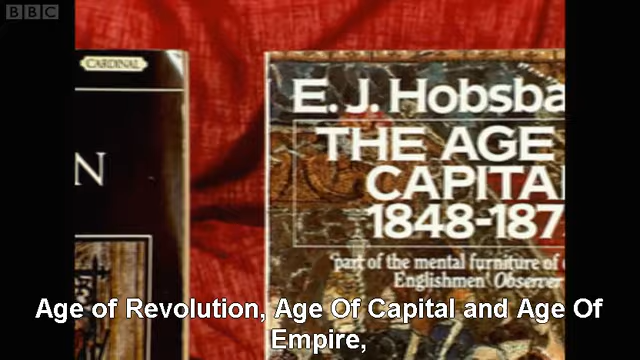 BBC
CARDINAL
N
E. J. Hobsba
THE AGE
CAPITA
1848-187
'part of the mental furniture of
Englishmen' Observer
Age of Revolution, Age Of Capital and Age Of
Empire,